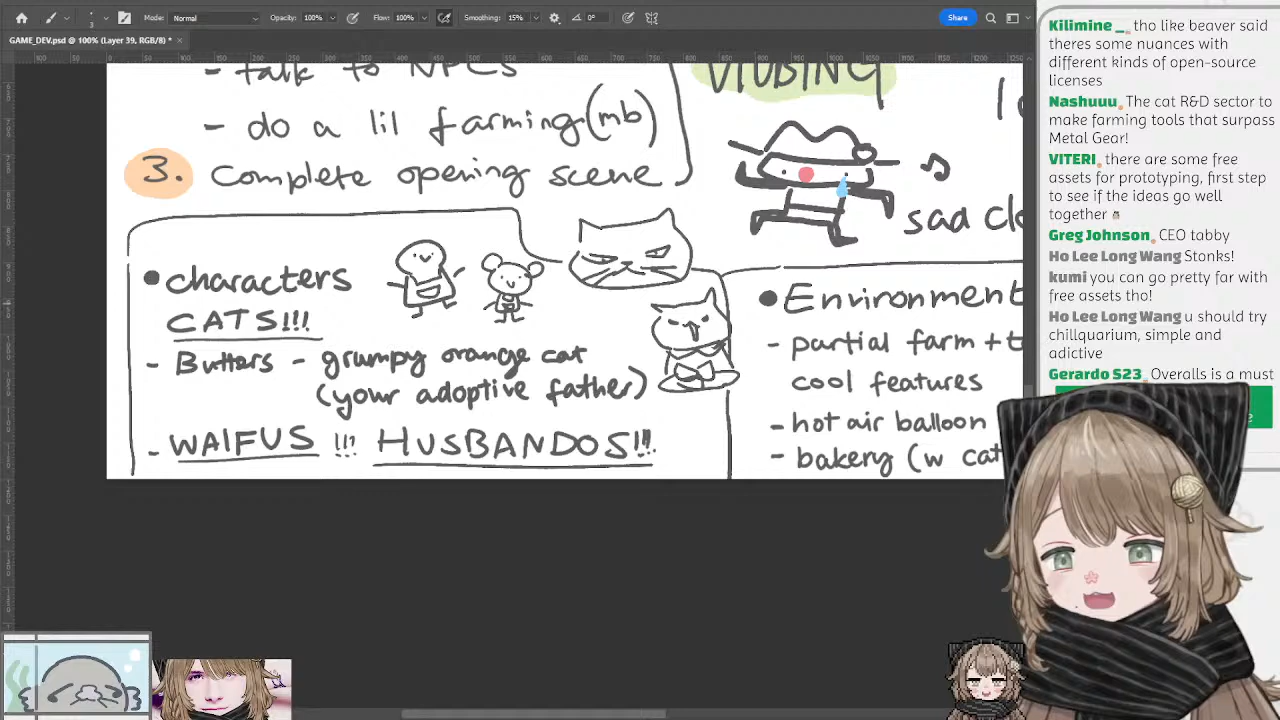 Mode: Normal Opacity: 100% Flow: 100% Smoothing: 15% 0° Share
GAME_DEV.psd @ 100% (Layer 39, RGB/8) *
- talk to NPCs
- do a lil farming (mb)
3. complete opening scene
• characters
CATS!!!
- Butters - grumpy orange cat
(your adoptive father)
- WAIFUS !!! HUSBANDOS!!!
VTUBING
sad cl
• Environment
- partial farm + t
cool features
- hot air balloon
- bakery (w cat
Kilimine_ tho like beaver said
theres some nuances with
different kinds of open-source
licenses
Nashuuu The cat R&D sector to
make farming tools that surpass
Metal Gear!
VITERI there are some free
assets for prototyping, first step
to see if the ideas go well
together
Greg Johnson CEO tabby
Ho Lee Long Wang Stonks!
kumi you can go pretty far with
free assets tho!
Ho Lee Long Wang u should try
chillquarium, simple and
adictive
Gerardo S23 Overalls is a must